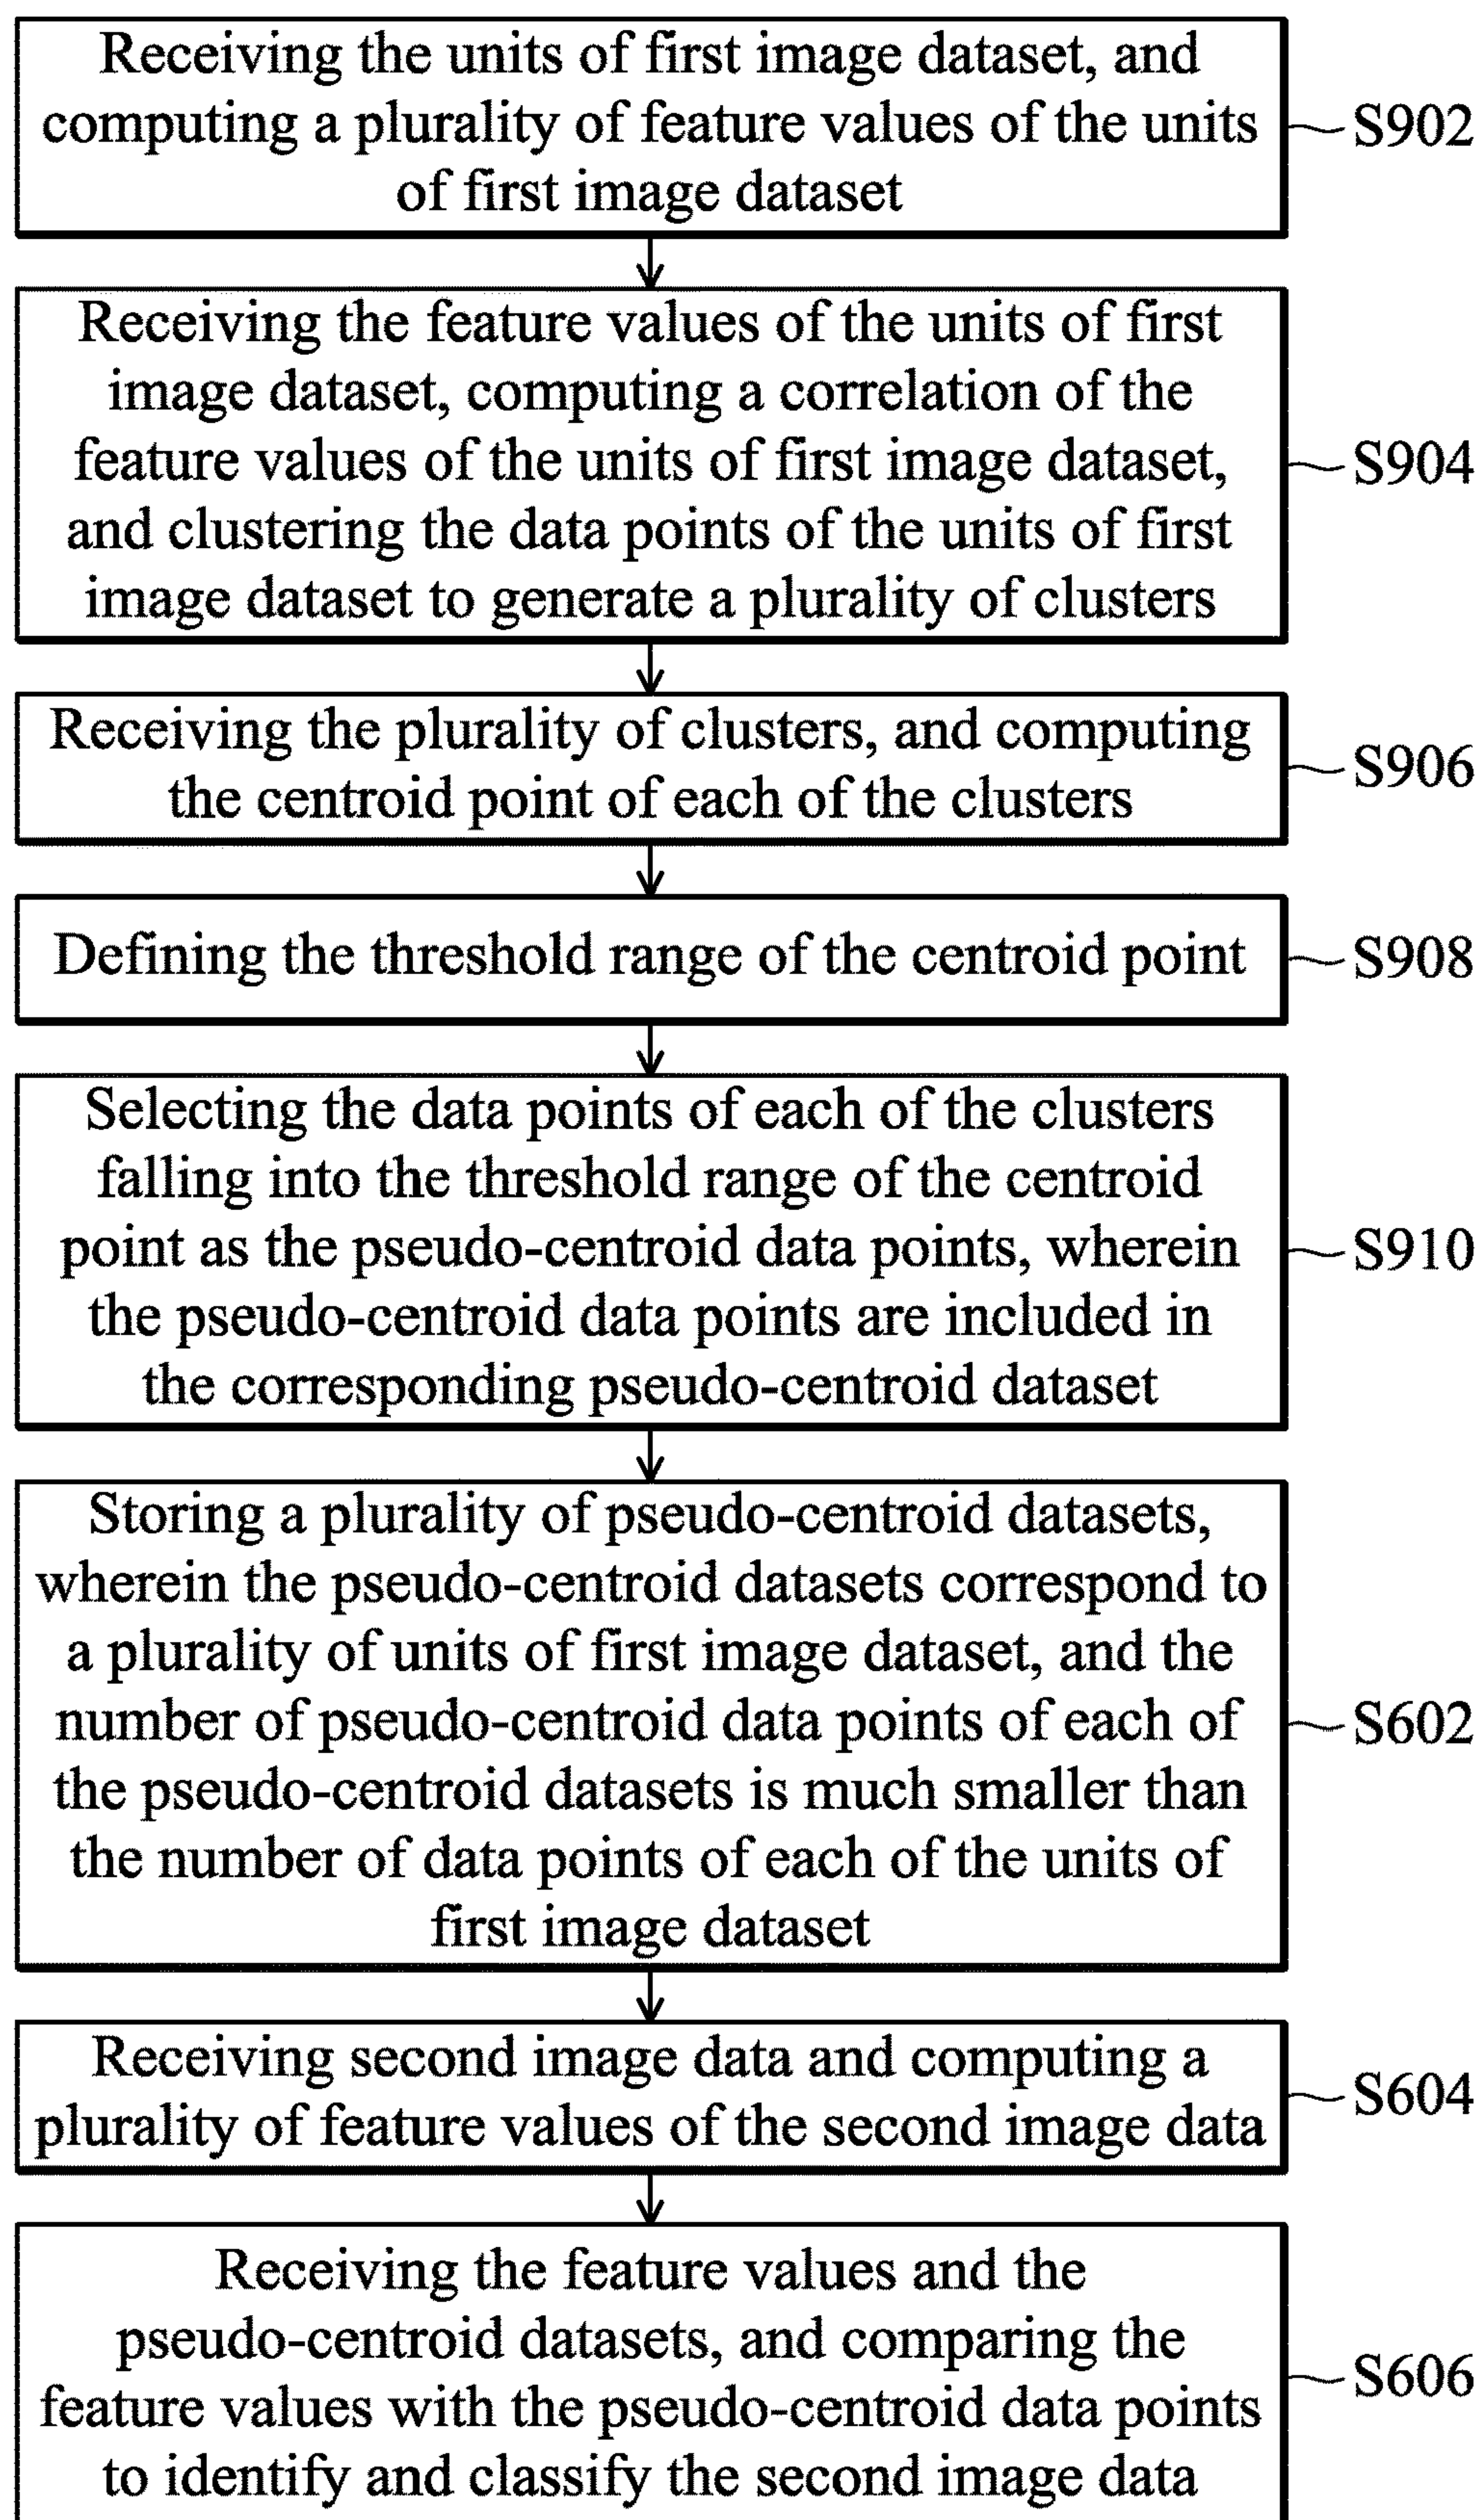 Receiving the units of first image dataset, and
computing a plurality of feature values of the units
of first image dataset
S902
Receiving the feature values of the units of first
image dataset, computing a correlation of the
feature values of the units of first image dataset,
and clustering the data points of the units of first
image dataset to generate a plurality of clusters
S904
Receiving the plurality of clusters, and computing
the centroid point of each of the clusters
S906
Defining the threshold range of the centroid point
S908
Selecting the data points of each of the clusters
falling into the threshold range of the centroid
point as the pseudo-centroid data points, wherein
the pseudo-centroid data points are included in
the corresponding pseudo-centroid dataset
S910
Storing a plurality of pseudo-centroid datasets,
wherein the pseudo-centroid datasets correspond to
a plurality of units of first image dataset, and the
number of pseudo-centroid data points of each of
the pseudo-centroid datasets is much smaller than
the number of data points of each of the units of
first image dataset
S602
Receiving second image data and computing a
plurality of feature values of the second image data
S604
Receiving the feature values and the
pseudo-centroid datasets, and comparing the
feature values with the pseudo-centroid data points
to identify and classify the second image data
S606